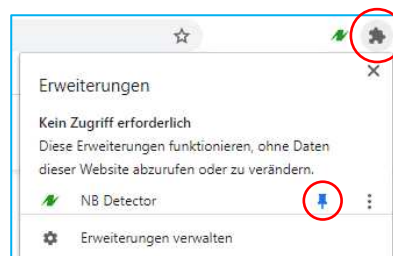 Erweiterungen
Kein Zugriff erforderlich
Diese Erweiterungen funktionieren, ohne Daten
dieser Website abzurufen oder zu verändern.
NB Detector
Erweiterungen verwalten